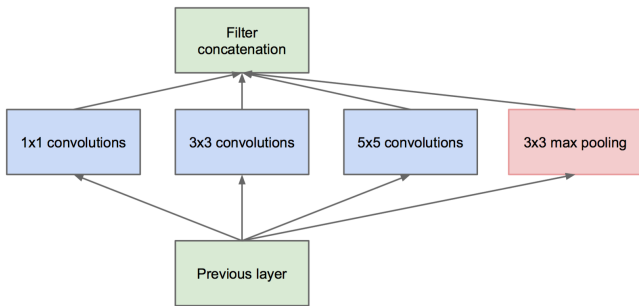 Filter
concatenation
1x1 convolutions
3x3 convolutions
5x5 convolutions
3x3 max pooling
Previous layer